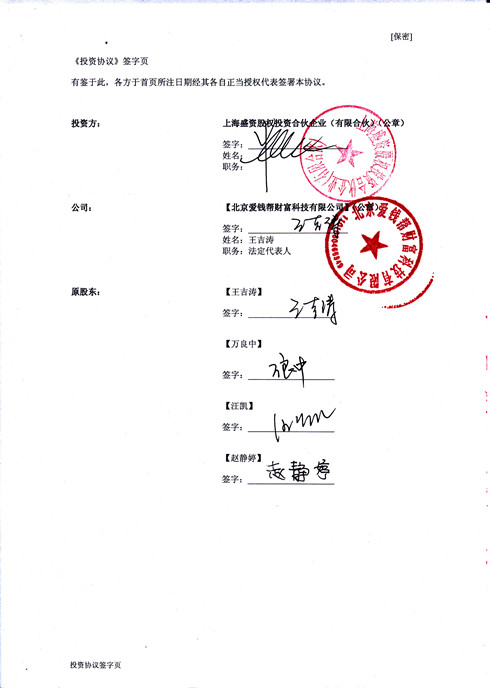 [保密]
《投资协议》签字页
有鉴于此，各方于首页所注日期经其各自正当授权代表签署本协议。
投资方：
上海盛资股权投资合伙企业（有限合伙）（公章）
签字：
姓名：
职务：
公司：
【北京爱钱帮财富科技有限公司】（公章）
签字：王吉涛
姓名：王吉涛
职务：法定代表人
北京爱钱帮财富科技有限公司
原股东：
【王吉涛】
签字：王吉涛
【万良中】
签字：
【汪凯】
签字：
【赵静婷】
签字：赵静婷
投资协议签字页